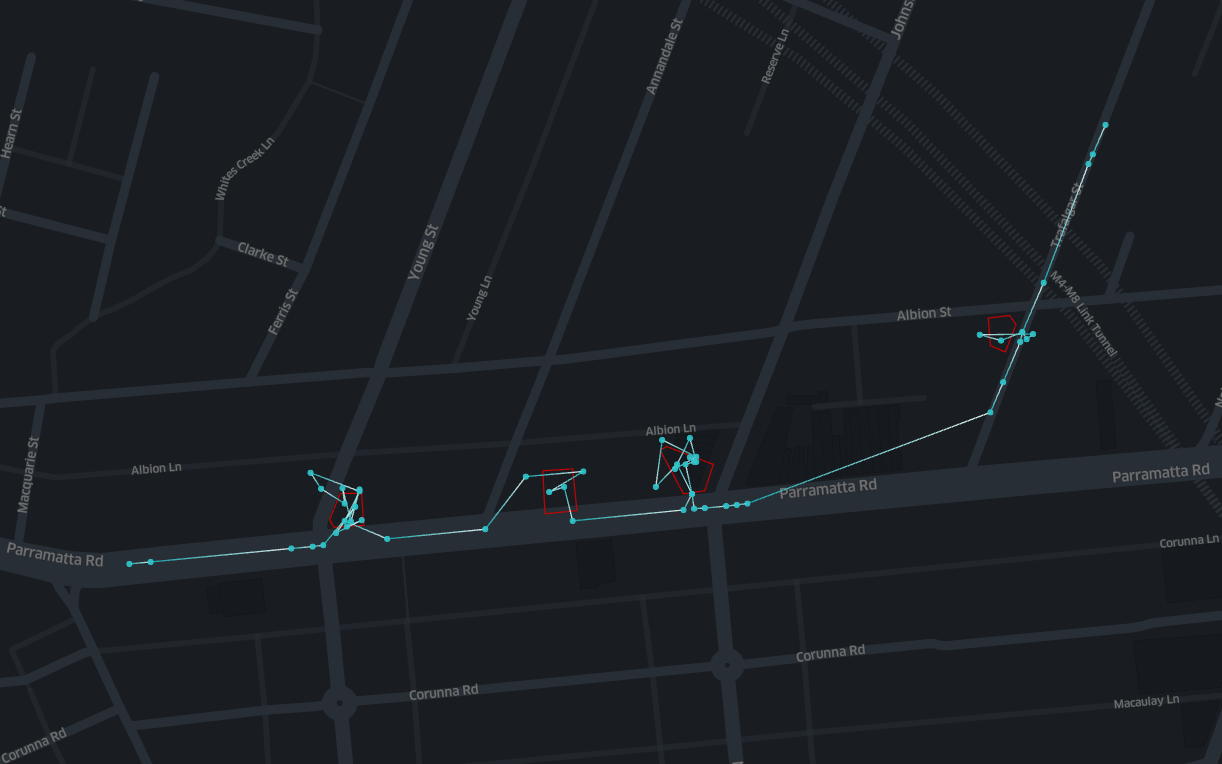 Johns
Annandale St
Reserve Ln
Hearn St
Whites Creek Ln
St
Clarke St
Young St
Trafalgar St
Young Ln
Ferris St
M4-M8 Link Tunnel
Albion St
Albion Ln
Macquarie St
Albion Ln
Parramatta Rd
Parramatta Rd
Parramatta Rd
Corunna Ln
Corunna Rd
Corunna Rd
Macaulay Ln
Corunna Rd